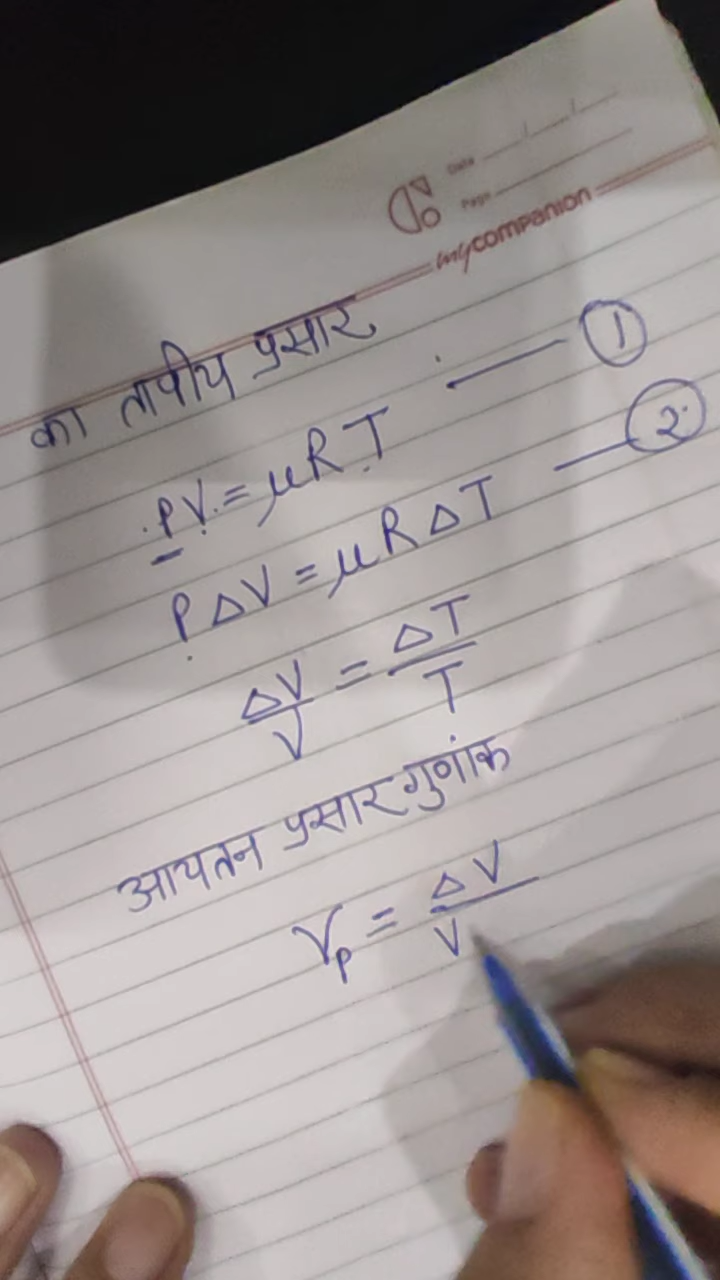 Date
Page
mycompanion
का तापीय प्रसार
PV = μRT — ①
PΔV = μRΔT — ②
ΔV/V = ΔT/T
आयतन प्रसार गुणांक
γₚ = ΔV/V